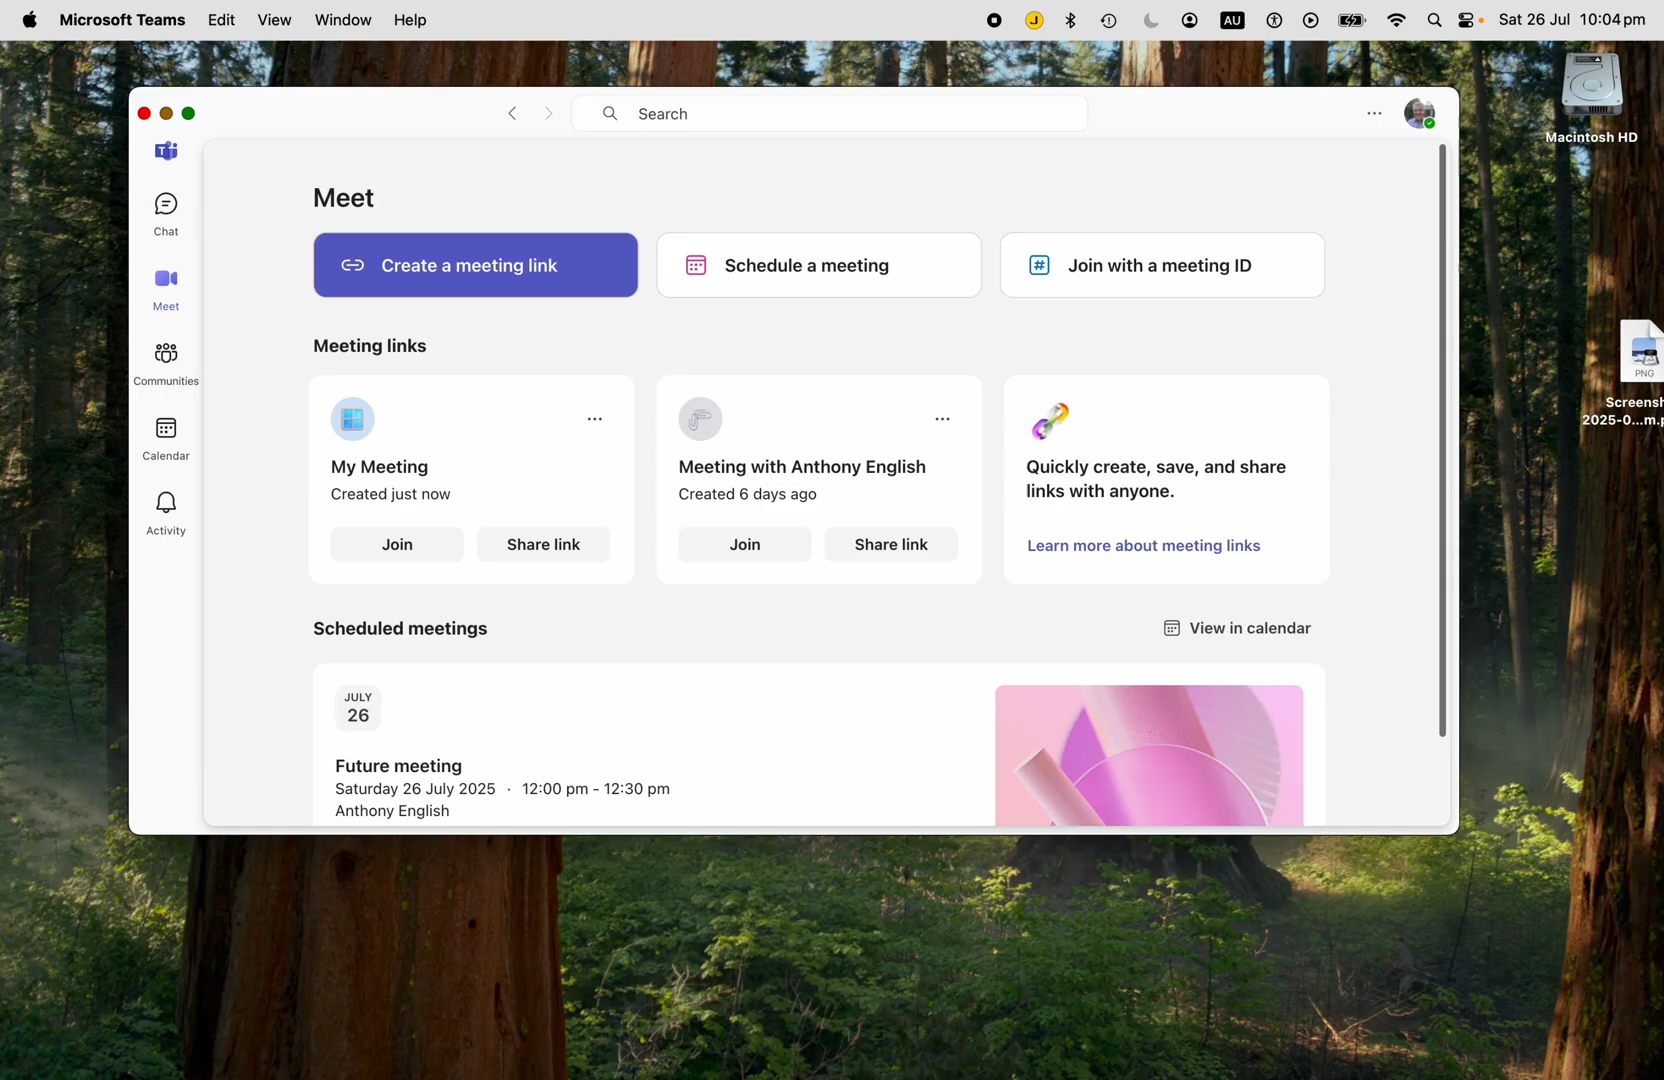 Microsoft Teams Edit View Window Help J AU Sat 26 Jul 10:04 pm
Search
Macintosh HD
Chat
Meet
Communities
Calendar
Activity
Meet
Create a meeting link
Schedule a meeting
# Join with a meeting ID
Meeting links
My Meeting
Created just now
Join Share link
Meeting with Anthony English
Created 6 days ago
Join Share link
Quickly create, save, and share
links with anyone.
Learn more about meeting links
Scheduled meetings
View in calendar
JULY
26
Future meeting
Saturday 26 July 2025 · 12:00 pm - 12:30 pm
Anthony English
PNG
Screensh
2025-0...m.p